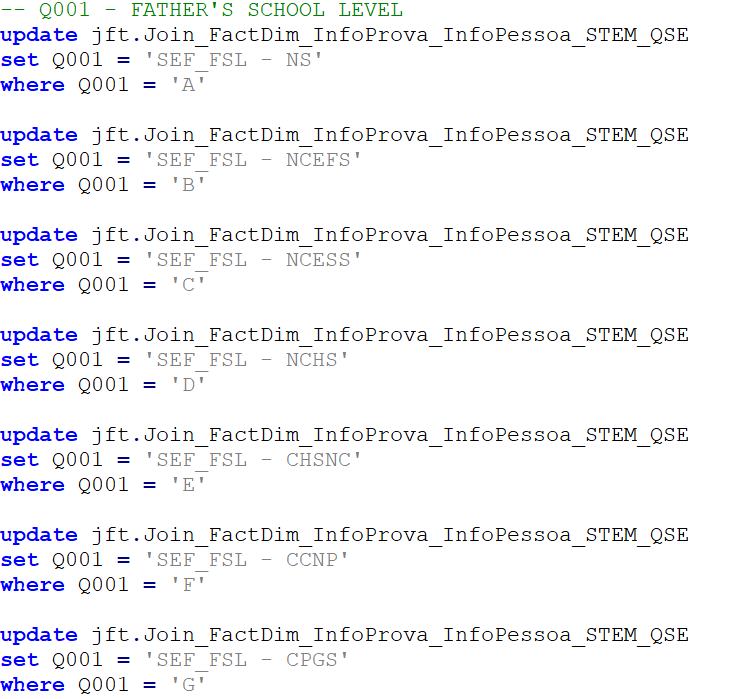 -- Q001 - FATHER'S SCHOOL LEVEL
update jft.Join_FactDim_InfoProva_InfoPessoa_STEM_QSE
set Q001 = 'SEF_FSL - NS'
where Q001 = 'A'
update jft.Join_FactDim_InfoProva_InfoPessoa_STEM_QSE
set Q001 = 'SEF_FSL - NCEFS'
where Q001 = 'B'
update jft.Join_FactDim_InfoProva_InfoPessoa_STEM_QSE
set Q001 = 'SEF_FSL - NCESS'
where Q001 = 'C'
update jft.Join_FactDim_InfoProva_InfoPessoa_STEM_QSE
set Q001 = 'SEF_FSL - NCHS'
where Q001 = 'D'
update jft.Join_FactDim_InfoProva_InfoPessoa_STEM_QSE
set Q001 = 'SEF_FSL - CHSNC'
where Q001 = 'E'
update jft.Join_FactDim_InfoProva_InfoPessoa_STEM_QSE
set Q001 = 'SEF_FSL - CCNP'
where Q001 = 'F'
update jft.Join_FactDim_InfoProva_InfoPessoa_STEM_QSE
set Q001 = 'SEF_FSL - CPGS'
where Q001 = 'G'